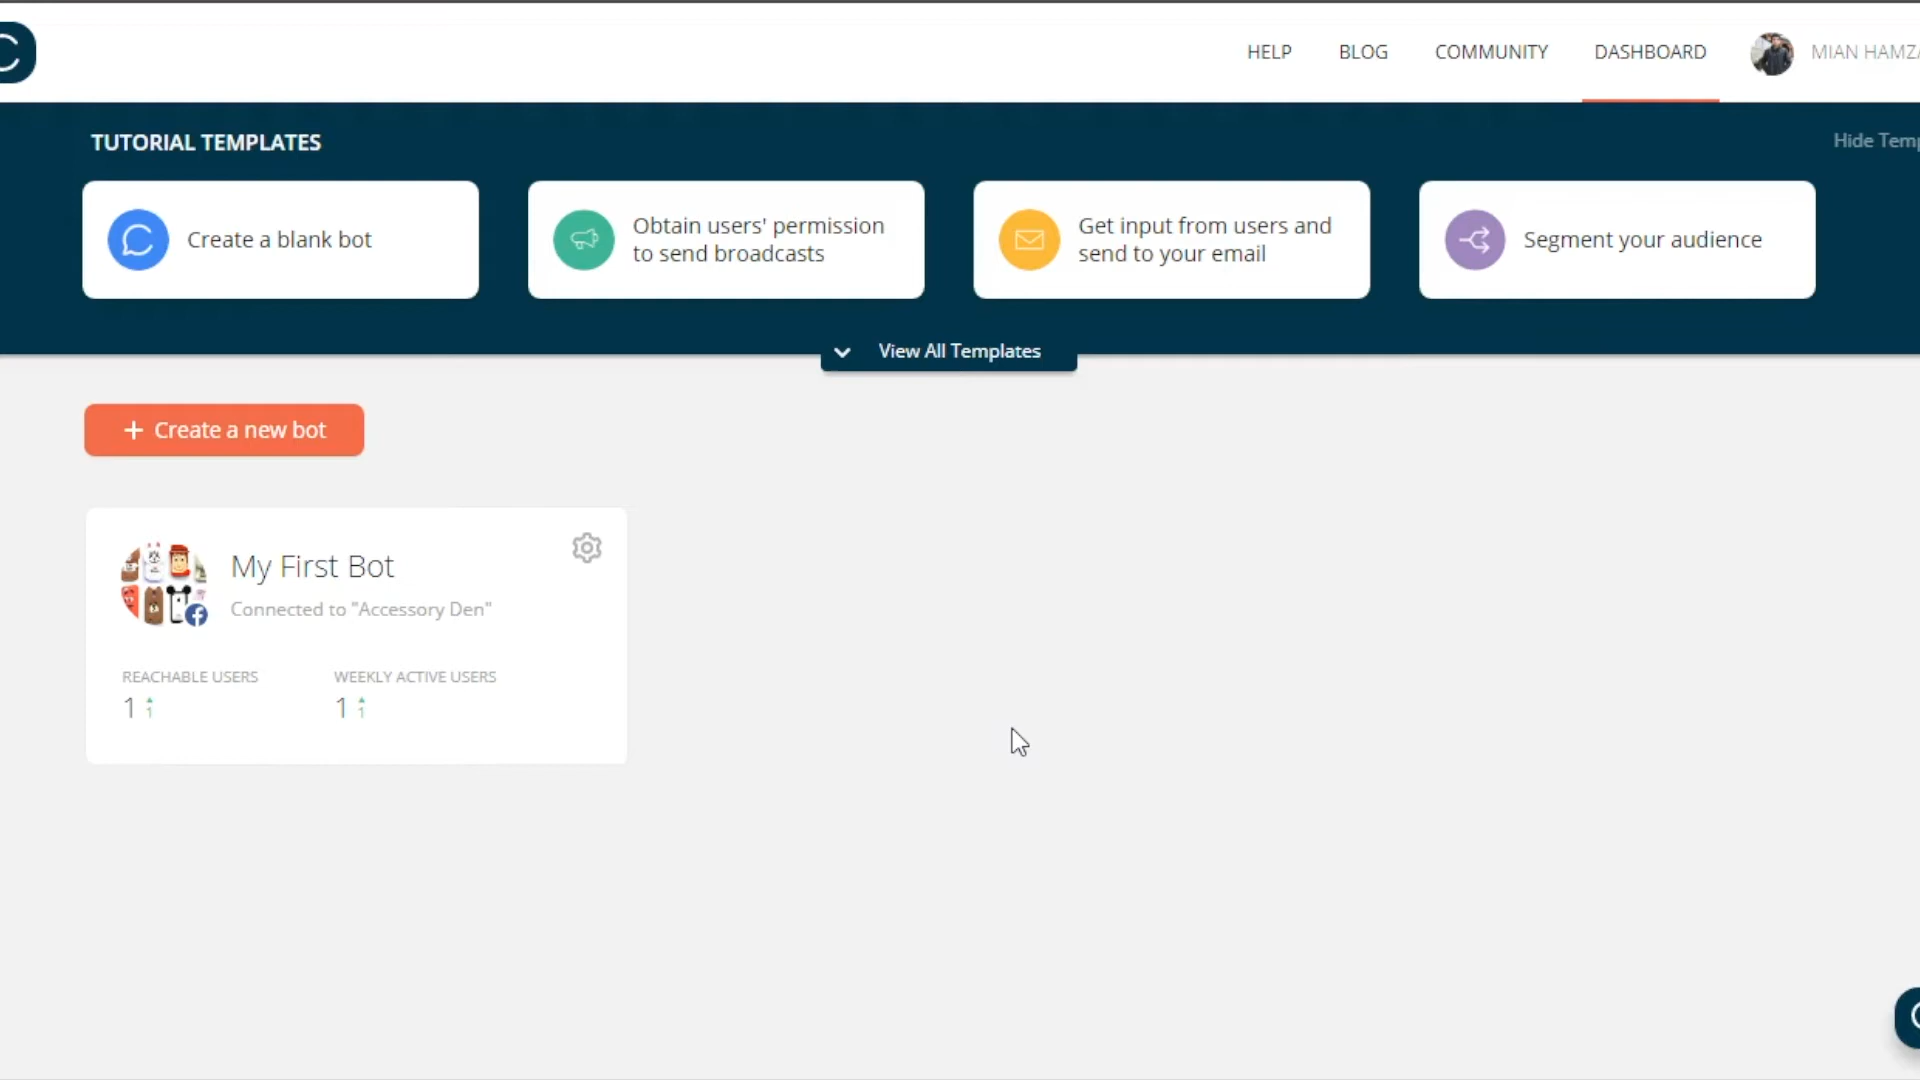 HELP BLOG COMMUNITY DASHBOARD MIAN HAMZA
TUTORIAL TEMPLATES
Hide Temp
Create a blank bot
Obtain users' permission
to send broadcasts
Get input from users and
send to your email
Segment your audience
View All Templates
+ Create a new bot
My First Bot
Connected to "Accessory Den"
REACHABLE USERS
1 1
WEEKLY ACTIVE USERS
1 1